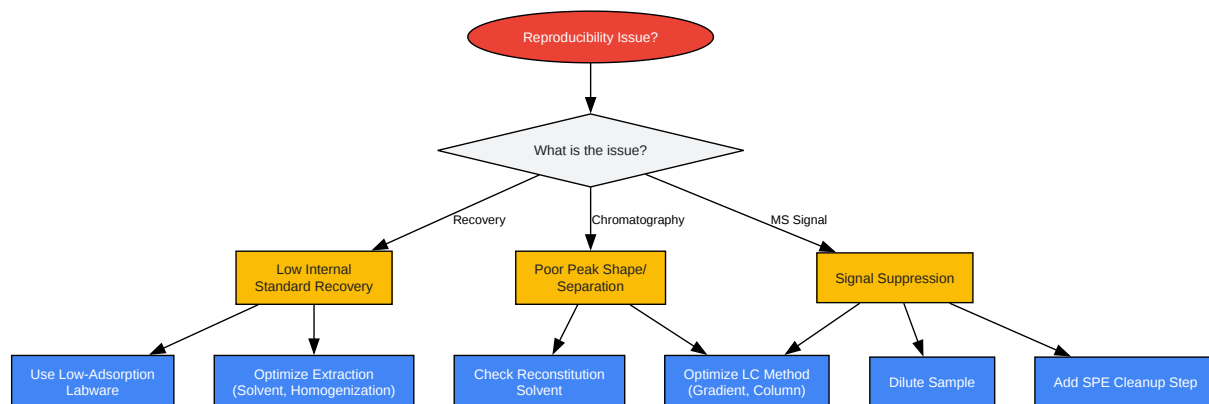 Reproducibility Issue?
What is the issue?
Recovery
Chromatography
MS Signal
Low Internal
Standard Recovery
Poor Peak Shape/
Separation
Signal Suppression
Use Low-Adsorption
Labware
Optimize Extraction
(Solvent, Homogenization)
Check Reconstitution
Solvent
Optimize LC Method
(Gradient, Column)
Dilute Sample
Add SPE Cleanup Step